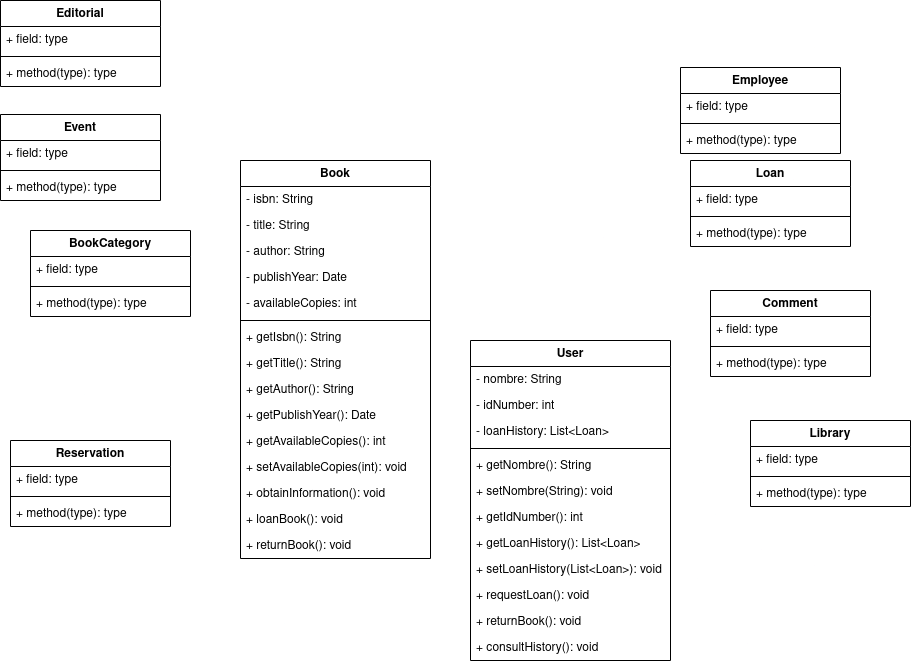 Editorial
+ field: type
+ method(type): type
Event
+ field: type
+ method(type): type
BookCategory
+ field: type
+ method(type): type
Reservation
+ field: type
+ method(type): type
Book
- isbn: String
- title: String
- author: String
- publishYear: Date
- availableCopies: int
+ getIsbn(): String
+ getTitle(): String
+ getAuthor(): String
+ getPublishYear(): Date
+ getAvailableCopies(): int
+ setAvailableCopies(int): void
+ obtainInformation(): void
+ loanBook(): void
+ returnBook(): void
User
- nombre: String
- idNumber: int
- loanHistory: List<Loan>
+ getNombre(): String
+ setNombre(String): void
+ getIdNumber(): int
+ getLoanHistory(): List<Loan>
+ setLoanHistory(List<Loan>): void
+ requestLoan(): void
+ returnBook(): void
+ consultHistory(): void
Employee
+ field: type
+ method(type): type
Loan
+ field: type
+ method(type): type
Comment
+ field: type
+ method(type): type
Library
+ field: type
+ method(type): type